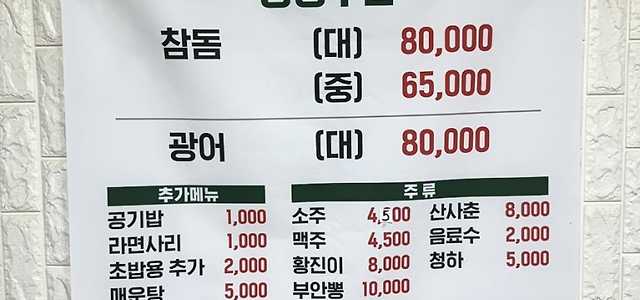 참돔 (대) 80,000
(중) 65,000
광어 (대) 80,000
추가메뉴
공기밥 1,000
라면사리 1,000
초밥용 추가 2,000
매운탕 5,000
주류
소주 4,500
맥주 4,500
황진이 8,000
부안뽕 10,000
산사춘 8,000
음료수 2,000
청하 5,000